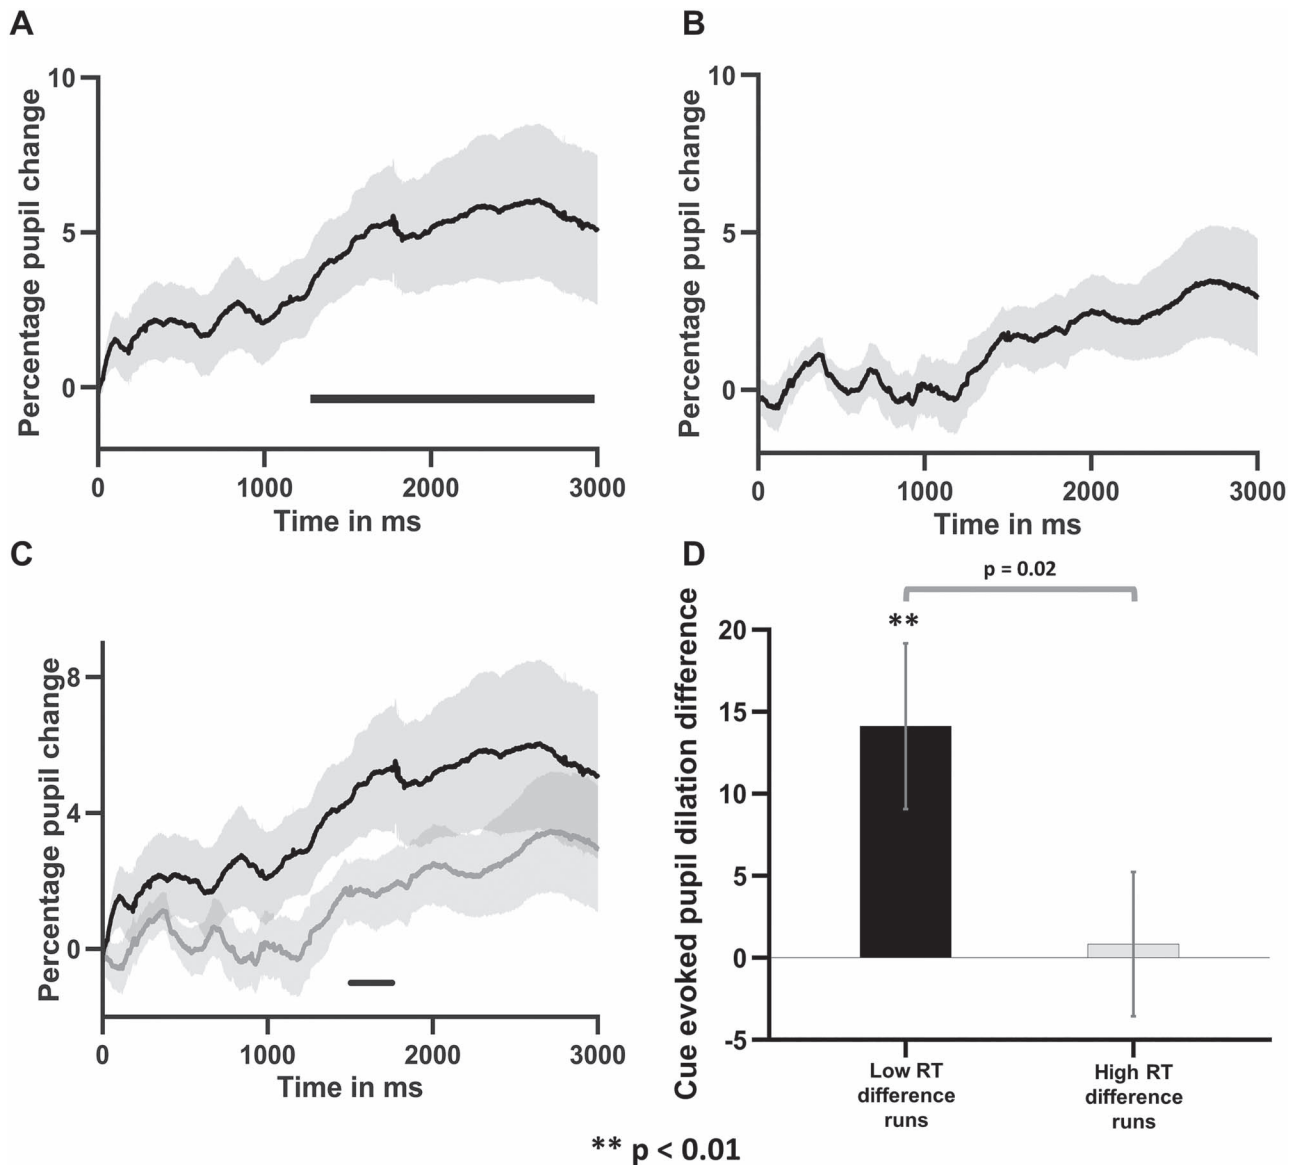 A
Percentage pupil change
10
5
0
0 1000 2000 3000
Time in ms
B
Percentage pupil change
10
5
0
0 1000 2000 3000
Time in ms
C
Percentage pupil change
8
4
0
0 1000 2000 3000
Time in ms
D
Cue evoked pupil dilation difference
p = 0.02
**
20
15
10
5
0
-5
Low RT
difference
runs
High RT
difference
runs
** p < 0.01